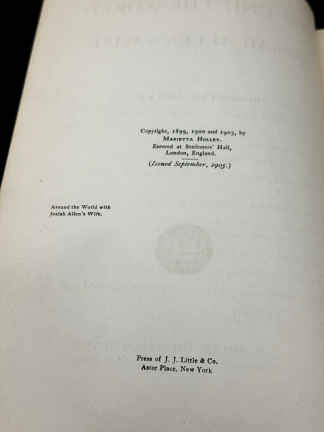 Copyright, 1899, 1900 and 1905, by
Marietta Holley.
Entered at Stationers' Hall,
London, England.
(Issued September, 1905.)
Around the World with
Josiah Allen's Wife.
Press of J. J. Little & Co.
Astor Place, New York